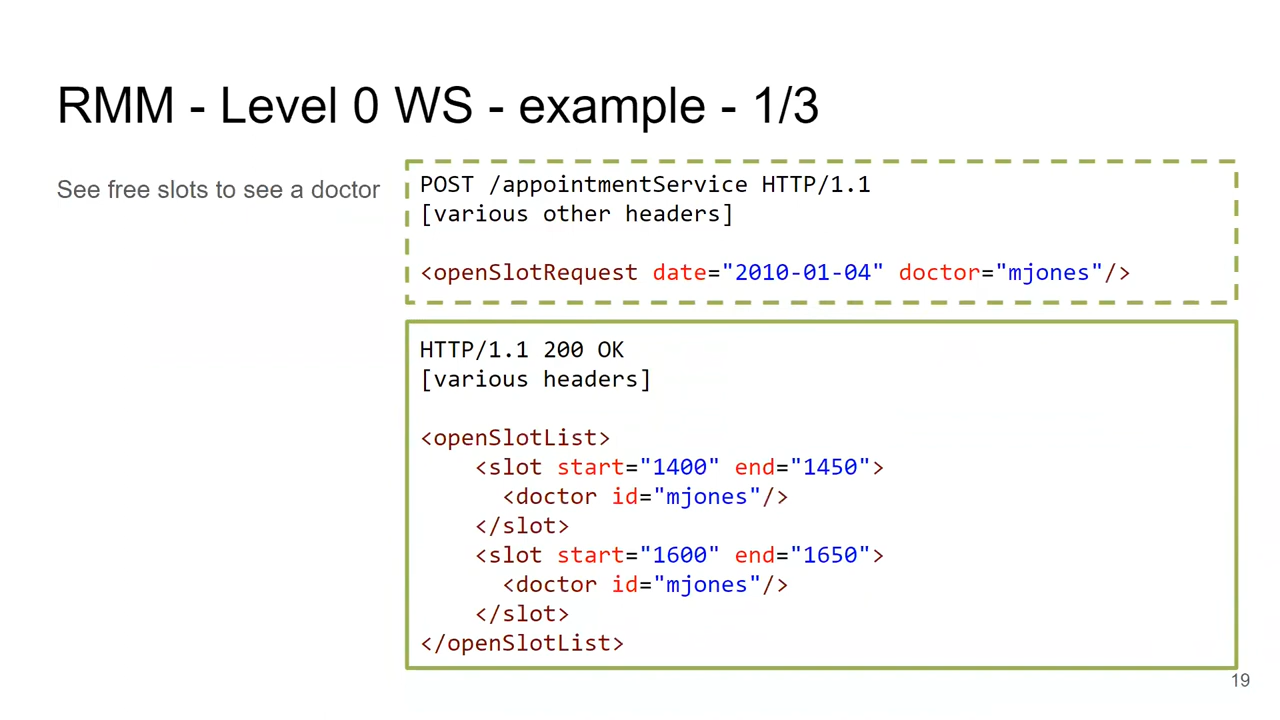 RMM - Level 0 WS - example - 1/3
See free slots to see a doctor
POST /appointmentService HTTP/1.1
[various other headers]
<openSlotRequest date="2010-01-04" doctor="mjones"/>
HTTP/1.1 200 OK
[various headers]
<openSlotList>
<slot start="1400" end="1450">
<doctor id="mjones"/>
</slot>
<slot start="1600" end="1650">
<doctor id="mjones"/>
</slot>
</openSlotList>
19